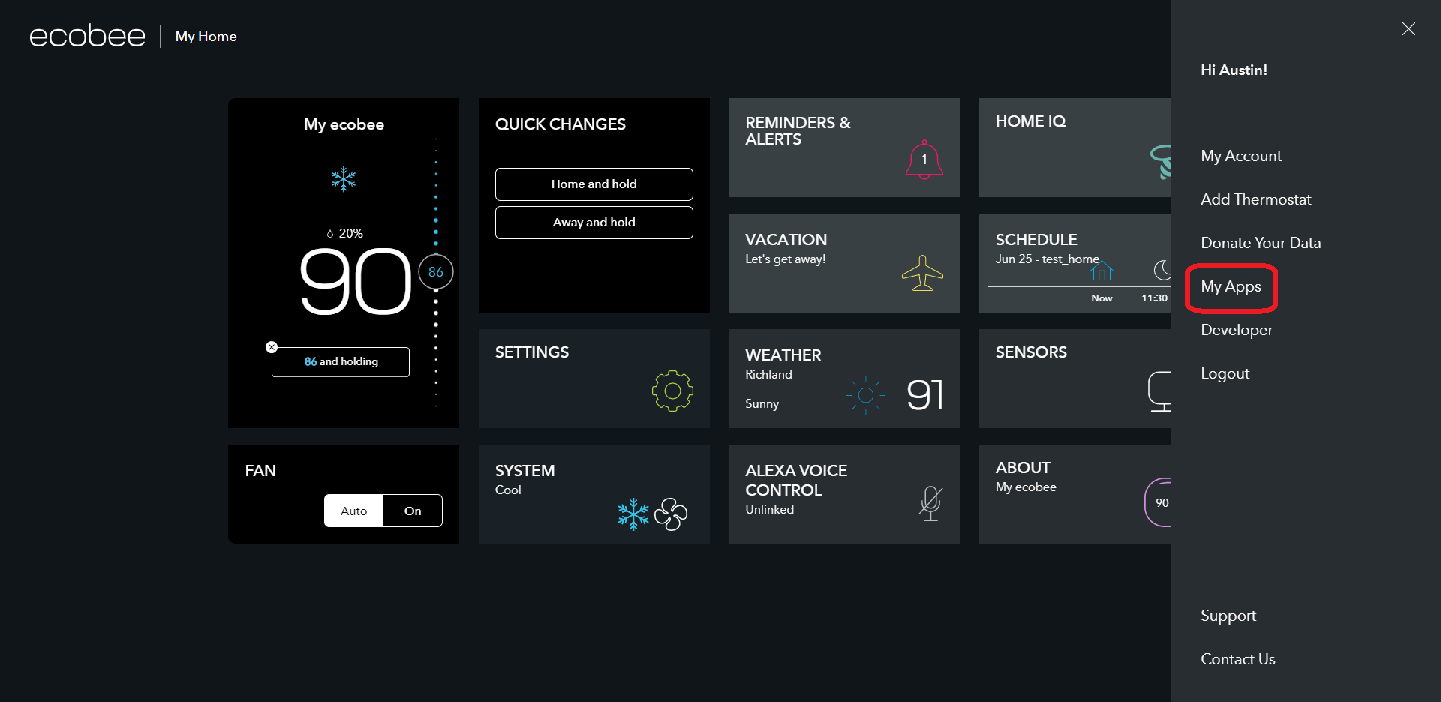 ecobee
My Home
My ecobee
20%
90
86
86 and holding
FAN
Auto
On
QUICK CHANGES
Home and hold
Away and hold
SETTINGS
SYSTEM
Cool
REMINDERS &
ALERTS
1
VACATION
Let's get away!
WEATHER
Richland
Sunny
91
ALEXA VOICE
CONTROL
Unlinked
HOME IQ
SCHEDULE
Jun 25 - test_home
Now
11:30
SENSORS
ABOUT
My ecobee
90
Hi Austin!
My Account
Add Thermostat
Donate Your Data
My Apps
Developer
Logout
Support
Contact Us